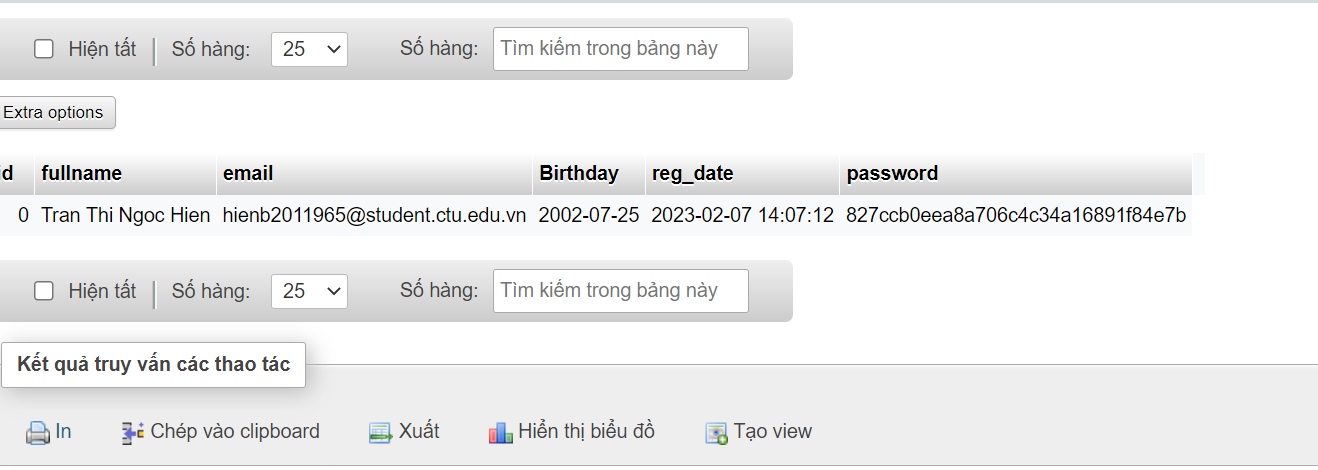 Hiện tất Số hàng: 25 Số hàng: Tìm kiếm trong bảng này
Extra options
id fullname email Birthday reg_date password
0 Tran Thi Ngoc Hien hienb2011965@student.ctu.edu.vn 2002-07-25 2023-02-07 14:07:12 827ccb0eea8a706c4c34a16891f84e7b
Hiện tất Số hàng: 25 Số hàng: Tìm kiếm trong bảng này
Kết quả truy vấn các thao tác
In Chép vào clipboard Xuất Hiển thị biểu đồ Tạo view